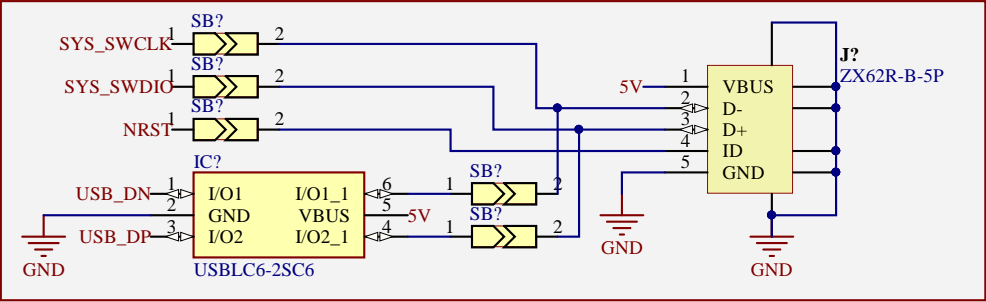 SB?
1 2
SYS_SWCLK
SB?
1 2
SYS_SWDIO
SB?
1 2
NRST
J?
ZX62R-B-5P
5V 1 VBUS
2 D-
3 D+
4 ID
5 GND
GND
GND
IC?
USB_DN 1 I/O1 I/O1_1 6
2 GND VBUS 5 5V
USB_DP 3 I/O2 I/O2_1 4
GND
USBLC6-2SC6
SB?
1 2
SB?
1 2